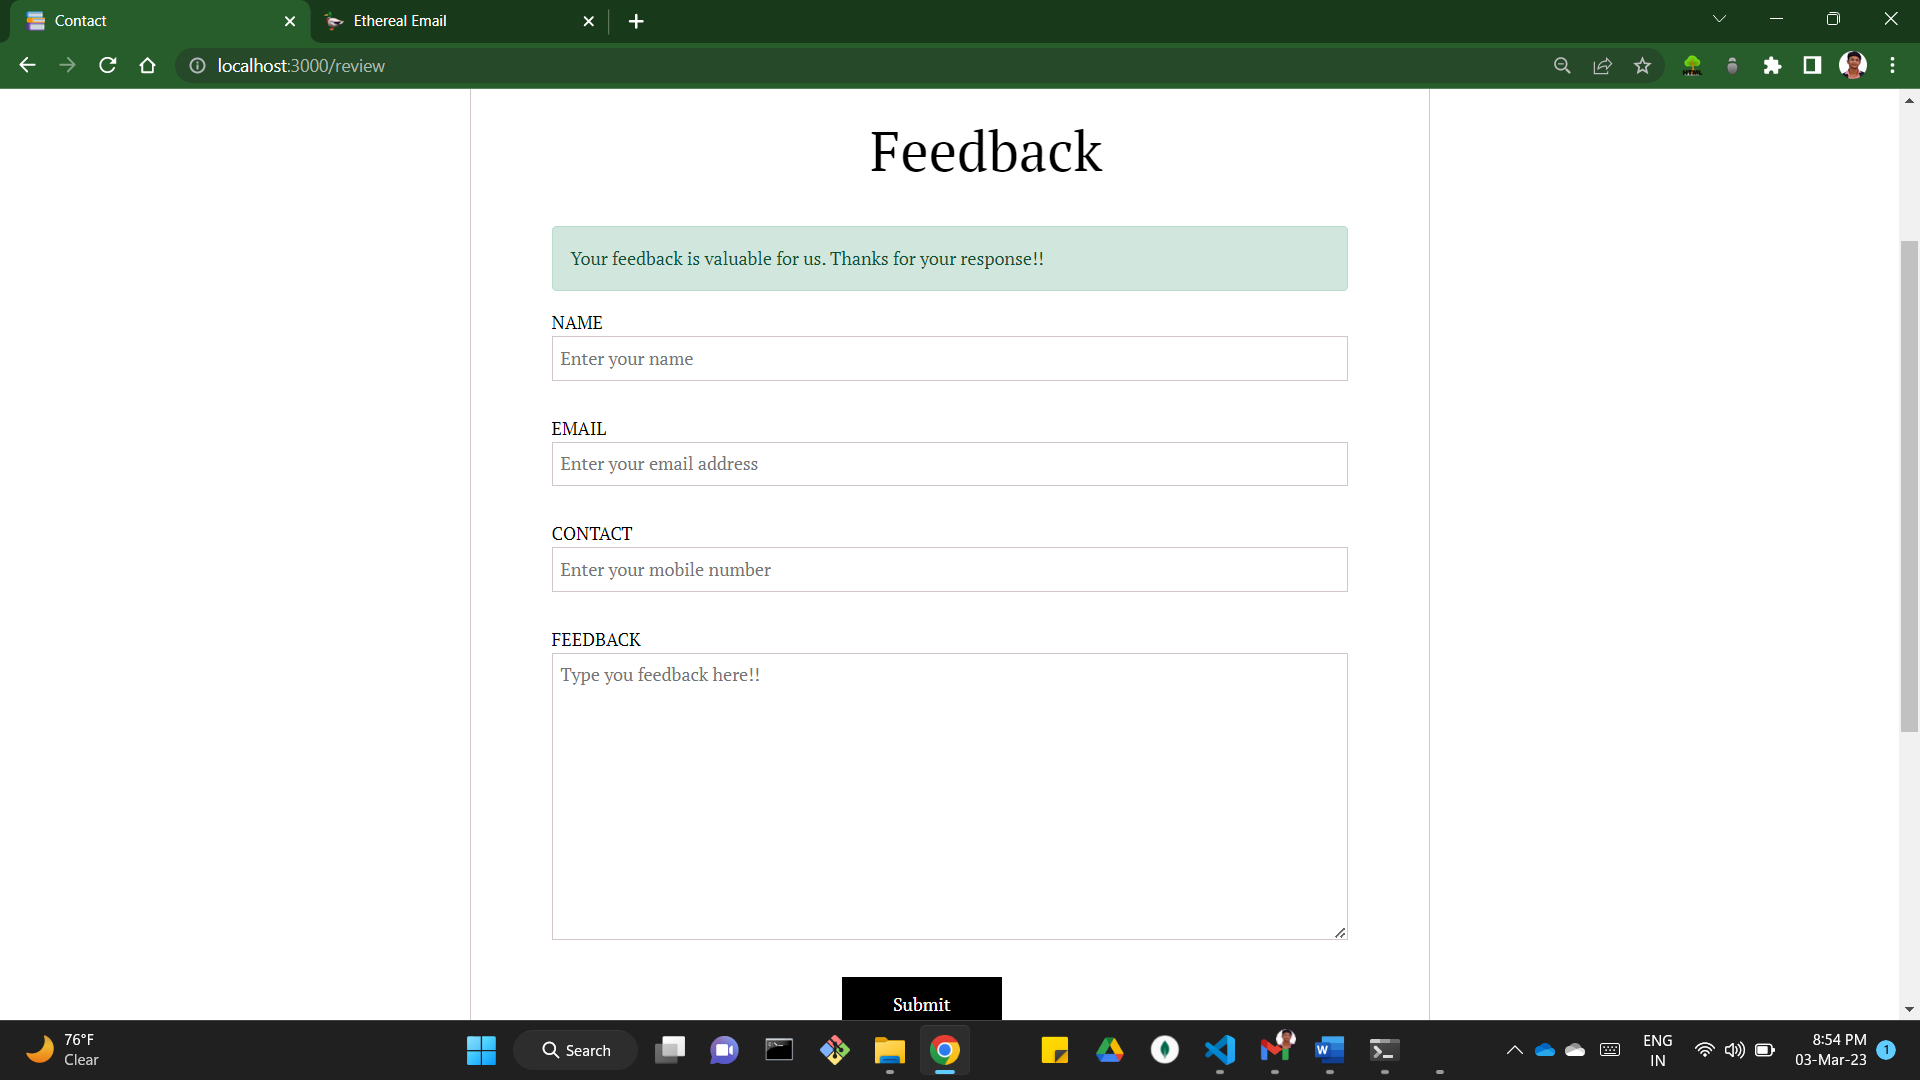 Contact
Ethereal Email
localhost:3000/review
Feedback
Your feedback is valuable for us. Thanks for your response!!
NAME
Enter your name
EMAIL
Enter your email address
CONTACT
Enter your mobile number
FEEDBACK
Type you feedback here!!
Submit
76°F
Clear
Search
ENG
IN
8:54 PM
03-Mar-23
1